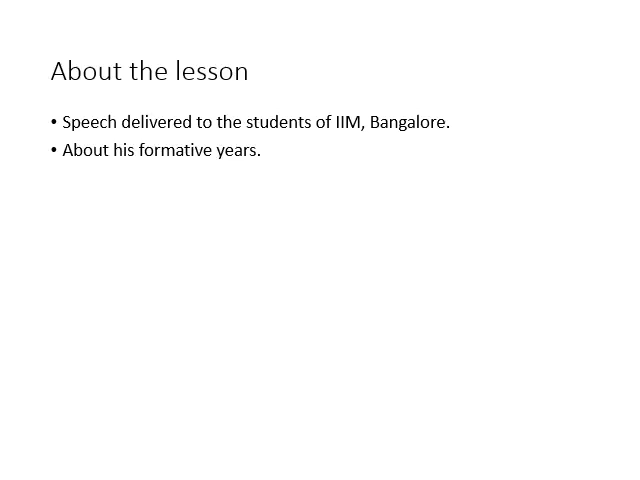 About the lesson
• Speech delivered to the students of IIM, Bangalore.
• About his formative years.